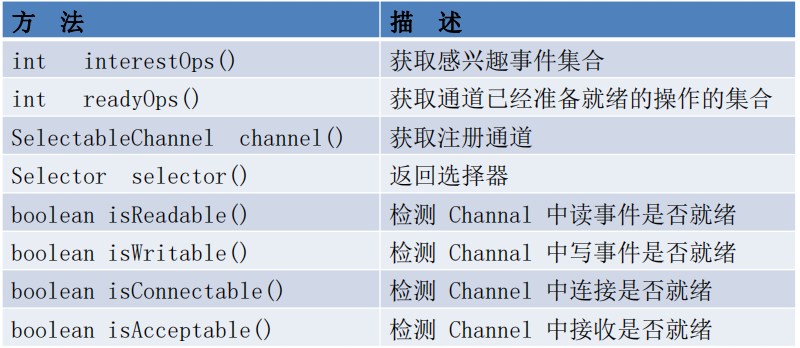 方 法 描 述
int interestOps() 获取感兴趣事件集合
int readyOps() 获取通道已经准备就绪的操作的集合
SelectableChannel channel() 获取注册通道
Selector selector() 返回选择器
boolean isReadable() 检测 Channal 中读事件是否就绪
boolean isWritable() 检测 Channal 中写事件是否就绪
boolean isConnectable() 检测 Channel 中连接是否就绪
boolean isAcceptable() 检测 Channel 中接收是否就绪